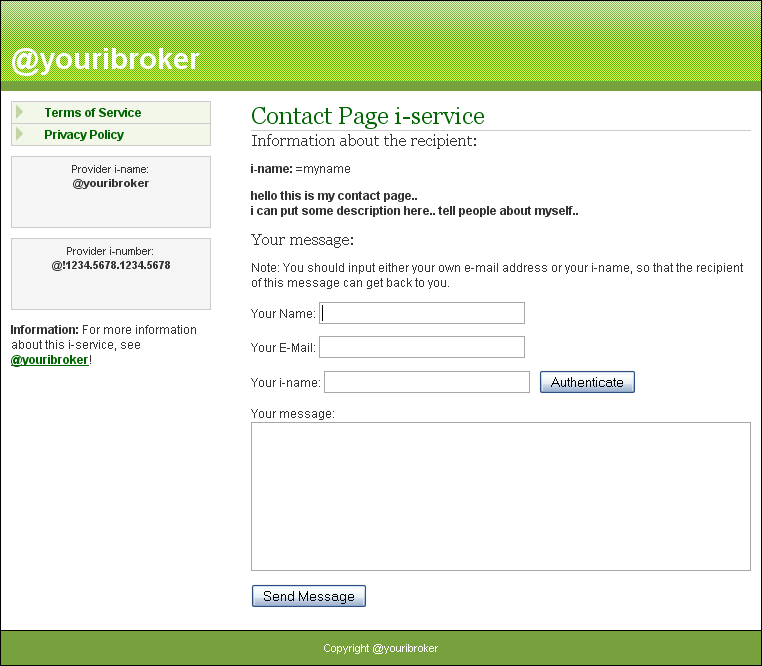 @youribroker
Terms of Service
Privacy Policy
Provider i-name:
@youribroker
Provider i-number:
@!1234.5678.1234.5678
Information: For more information
about this i-service, see
@youribroker!
Contact Page i-service
Information about the recipient:
i-name: =myname
hello this is my contact page..
i can put some description here.. tell people about myself..
Your message:
Note: You should input either your own e-mail address or your i-name, so that the recipient
of this message can get back to you.
Your Name:
Your E-Mail:
Your i-name:
Authenticate
Your message:
Send Message
Copyright @youribroker